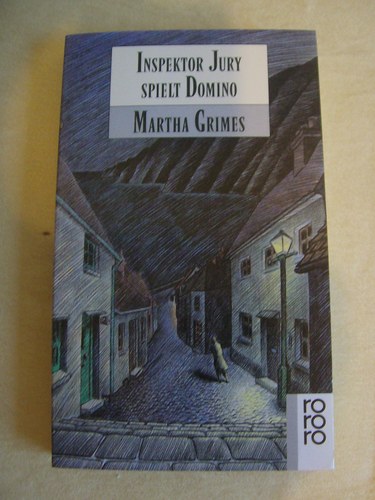 INSPEKTOR JURY
SPIELT DOMINO
MARTHA GRIMES
ro
ro
ro